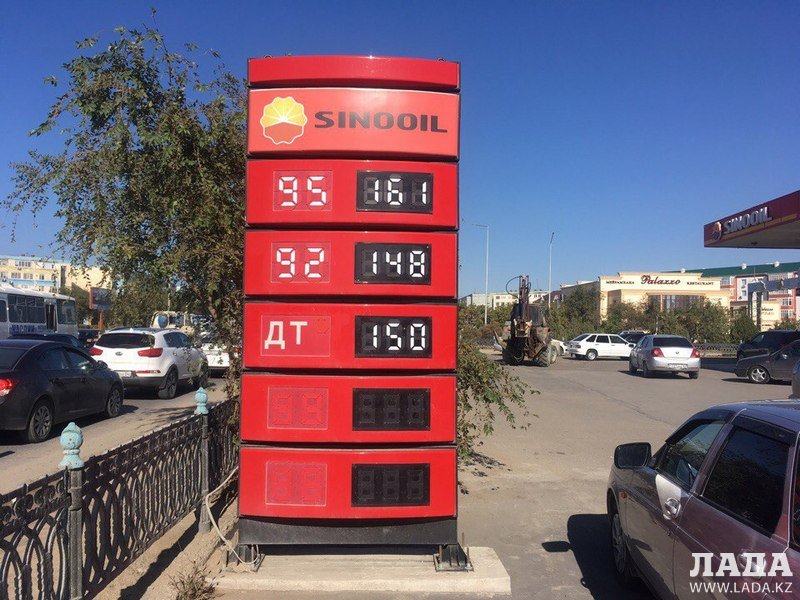 SINOOIL
95 161
92 148
ДТ 150
SINOOIL
Palazzo
ЛАДА
WWW.LADA.KZ